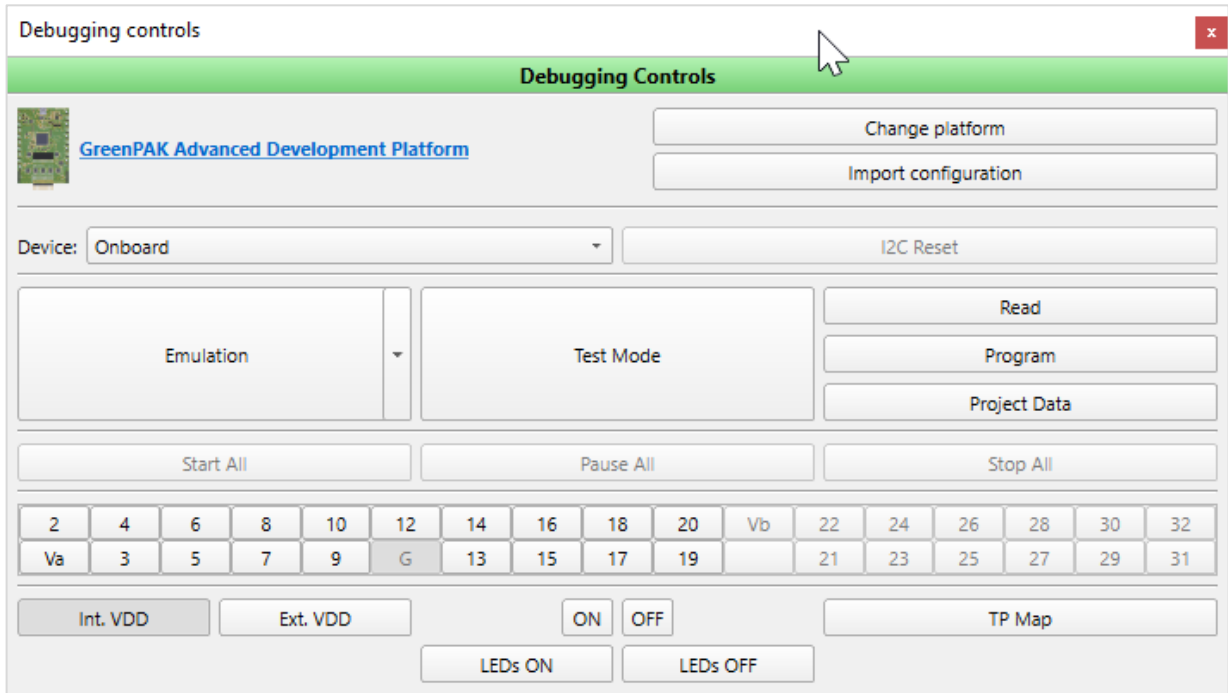 Debugging controls x
Debugging Controls
GreenPAK Advanced Development Platform
Change platform
Import configuration
Device: Onboard I2C Reset
Emulation Test Mode
Read
Program
Project Data
Start All Pause All Stop All
2 4 6 8 10 12 14 16 18 20 Vb 22 24 26 28 30 32
Va 3 5 7 9 G 13 15 17 19 21 23 25 27 29 31
Int. VDD Ext. VDD ON OFF TP Map
LEDs ON LEDs OFF